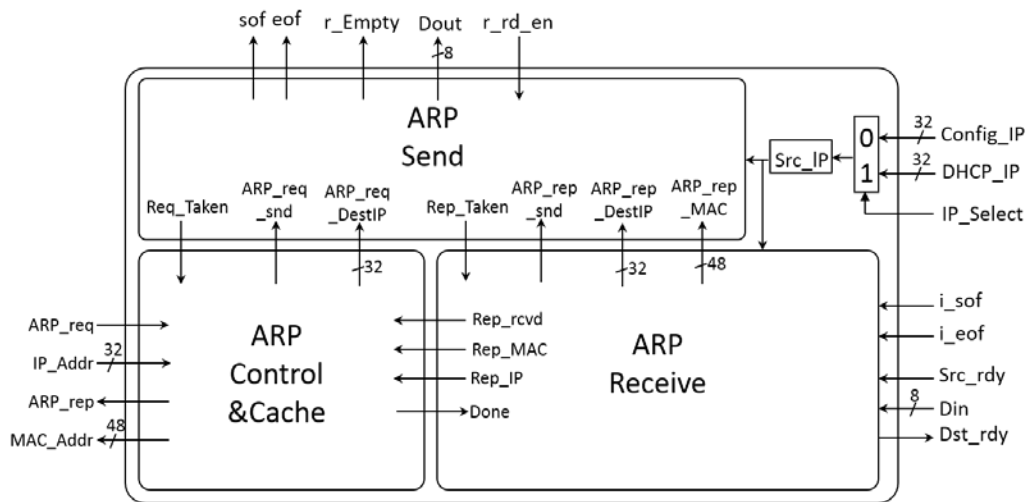 sof eof r_Empty Dout r_rd_en
8
ARP
Send
Src_IP
0
1
32
Config_IP
32
DHCP_IP
IP_Select
Req_Taken
ARP_req
_snd
ARP_req
_DestIP
Rep_Taken
ARP_rep
_snd
ARP_rep
_DestIP
ARP_rep
_MAC
32
32
48
ARP_req
32
IP_Addr
ARP_rep
48
MAC_Addr
ARP
Control
&Cache
Rep_rcvd
Rep_MAC
Rep_IP
Done
ARP
Receive
i_sof
i_eof
Src_rdy
8
Din
Dst_rdy